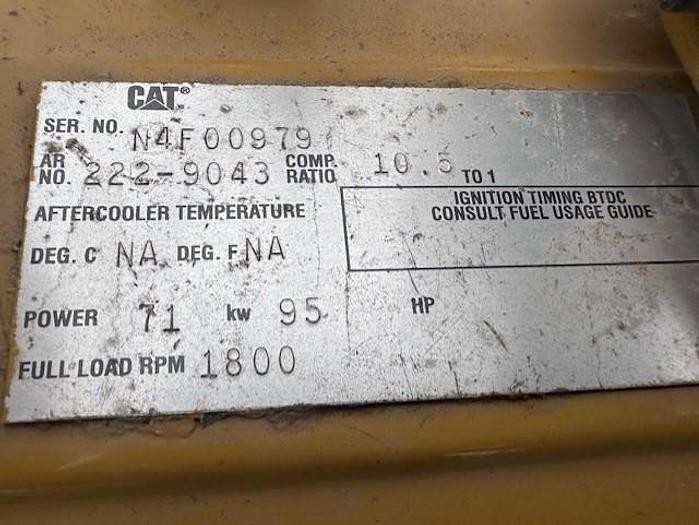 CAT®
SER. NO. N4F00979
AR NO. 222-9043 COMP. RATIO 10.5 TO 1
IGNITION TIMING BTDC
CONSULT FUEL USAGE GUIDE
AFTERCOOLER TEMPERATURE
DEG. C NA DEG. F NA
POWER 71 kw 95 HP
FULL LOAD RPM 1800